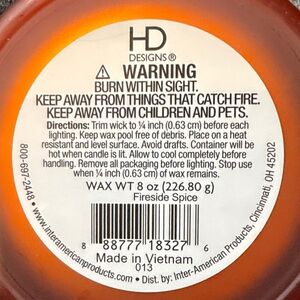 HD
DESIGNS®
WARNING
BURN WITHIN SIGHT.
KEEP AWAY FROM THINGS THAT CATCH FIRE.
KEEP AWAY FROM CHILDREN AND PETS.
Directions: Trim wick to ¼ inch (0.63 cm) before each
lighting. Keep wax pool free of debris. Place on a heat
resistant and level surface. Avoid drafts. Container will be
hot when candle is lit. Allow to cool completely before
handling. Remove all packaging before lighting. Stop use
when ¼ inch (0.63 cm) of wax remains.
WAX WT 8 oz (226.80 g)
Fireside Spice
8 88777 18327 6
Made in Vietnam
013
800-697-2448 • www.interamericanproducts.com
Dist. by: Inter-American Products, Cincinnati, OH 45202